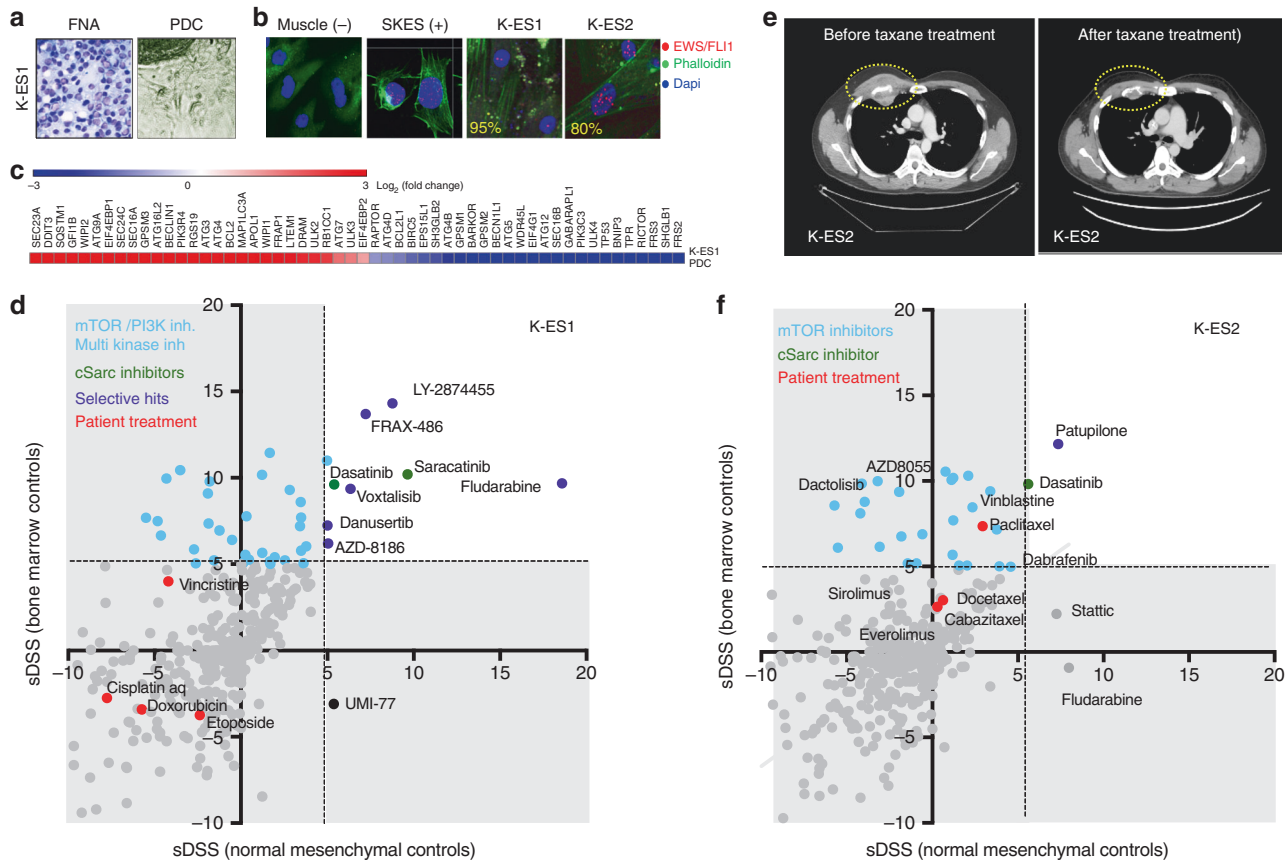 a
FNA
PDC
K-ES1
b
Muscle (–)
SKES (+)
K-ES1
K-ES2
95%
80%
EWS/FLI1
Phalloidin
Dapi
c
–3
0
3
Log2 (fold change)
SEC23A
DDIT3
SQSTM1
GFI1B
WIPI2
ATG9A
EIF4EBP1
SEC24C
SEC16A
GPSM3
ATG16L2
BECLIN1
PIK3R4
RGS19
ATG3
ATG4
BCL2
MAP1LC3A
APOL1
WIPI1
FRAP1
LTEM1
DRAM
ULK2
RB1CC1
ATG7
ULK3
EIF4EBP2
RAPTOR
ATG4D
BCL2L1
BIRC5
EPS15L1
SH3GLB2
ATG4B
GPSM1
BARKOR
GPSM2
BECN1L1
ATG5
WDR45L
EIF4G1
ATG12
SEC16B
GABARAPL1
PIK3C3
ULK4
TP53
BNIP3
TPR
RICTOR
FRS3
SHGLB1
FRS2
K-ES1
PDC
d
mTOR /PI3K inh.
Multi kinase inh
cSarc inhibitors
Selective hits
Patient treatment
K-ES1
20
15
10
5
–5
–10
–10
–5
5
10
15
20
LY-2874455
FRAX-486
Dasatinib
Saracatinib
Voxtalisib
Fludarabine
Danusertib
AZD-8186
Vincristine
Cisplatin aq
Doxorubicin
Etoposide
UMI-77
sDSS (bone marrow controls)
sDSS (normal mesenchymal controls)
e
Before taxane treatment
After taxane treatment)
K-ES2
K-ES2
f
mTOR inhibitors
cSarc inhibitor
Patient treatment
K-ES2
20
15
10
5
–5
–10
–10
–5
5
10
15
20
Patupilone
AZD8055
Dactolisib
Dasatinib
Vinblastine
Paclitaxel
Dabrafenib
Sirolimus
Docetaxel
Cabazitaxel
Stattic
Everolimus
Fludarabine
sDSS (bone marrow controls)
sDSS (normal mesenchymal controls)